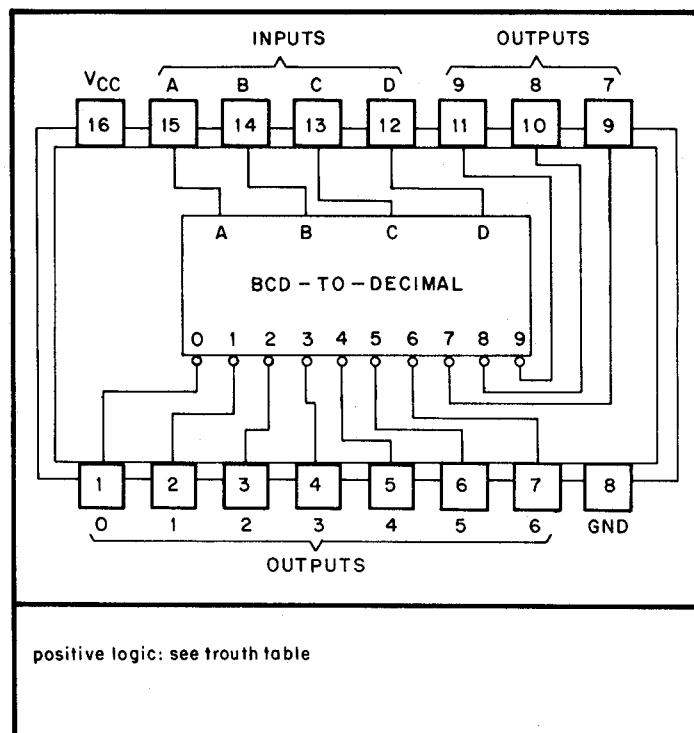 INPUTS OUTPUTS
VCC A B C D 9 8 7
16 15 14 13 12 11 10 9
A B C D
BCD-TO-DECIMAL
0 1 2 3 4 5 6 7 8 9
1 2 3 4 5 6 7 8
0 1 2 3 4 5 6 GND
OUTPUTS
positive logic: see trouth table